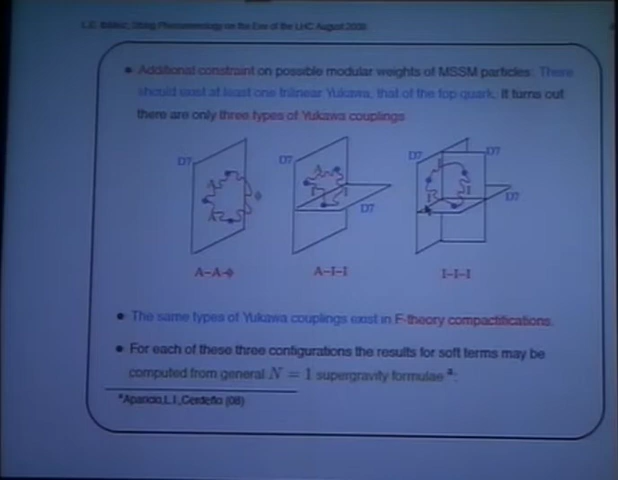 L.E. Ibáñez; String Phenomenology on the Eve of the LHC August 2008
• Additional constraint on possible modular weights of MSSM particles: There
should exist at least one trilinear Yukawa, that of the top quark. It turns out
there are only three types of Yukawa couplings
D7 D7 D7 D7
A A I
ϕ I I I I
A D7 D7
A-A-ϕ A-I-I I-I-I
• The same types of Yukawa couplings exist in F-theory compactifications.
• For each of these three configurations the results for soft terms may be
computed from general N = 1 supergravity formulae a.
a Aparicio, L.I., Cerdeño (08)